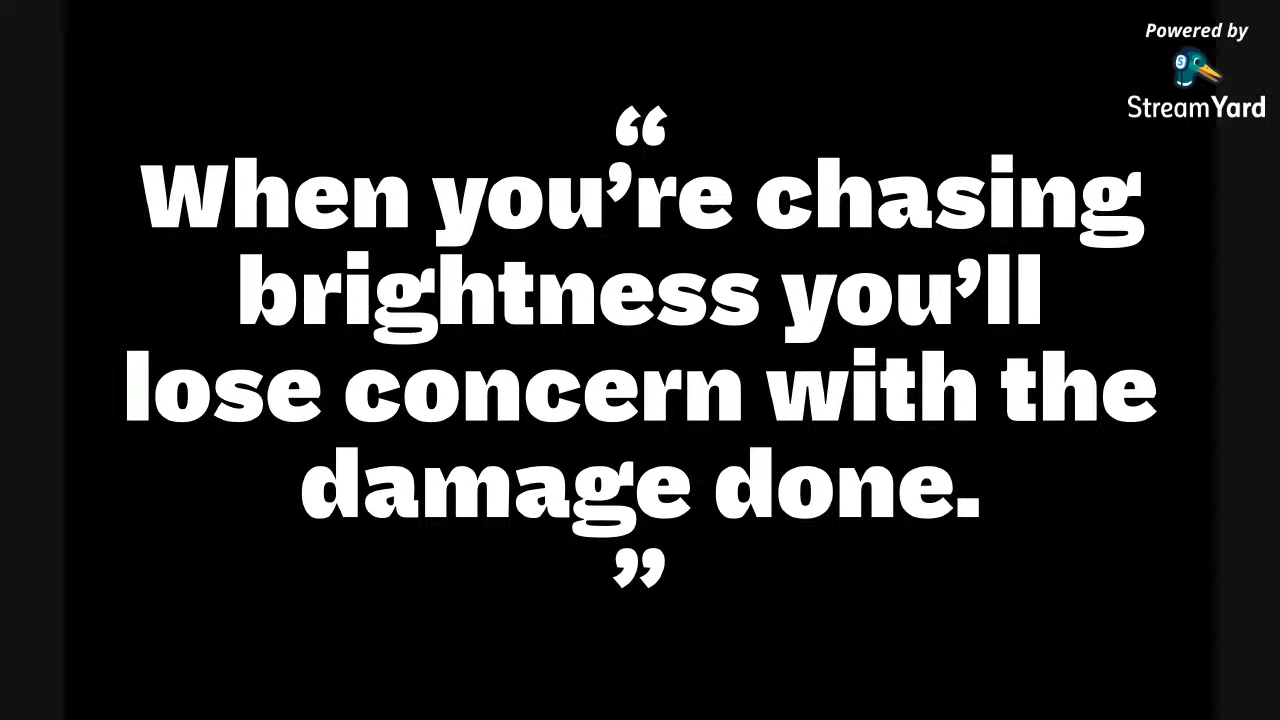 Powered by
StreamYard
“
When you’re chasing
brightness you’ll
lose concern with the
damage done.
”